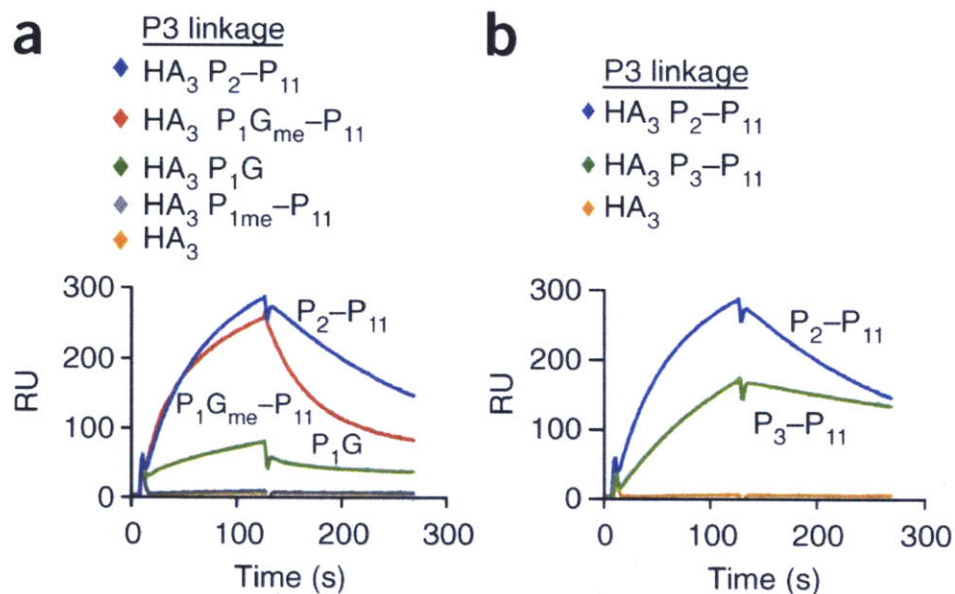 a
P3 linkage
HA₃ P₂–P₁₁
HA₃ P₁Gₘₑ–P₁₁
HA₃ P₁G
HA₃ P₁ₘₑ–P₁₁
HA₃
300
200
100
0
RU
P₂–P₁₁
P₁Gₘₑ–P₁₁
P₁G
0 100 200 300
Time (s)
b
P3 linkage
HA₃ P₂–P₁₁
HA₃ P₃–P₁₁
HA₃
300
200
100
0
RU
P₂–P₁₁
P₃–P₁₁
0 100 200 300
Time (s)